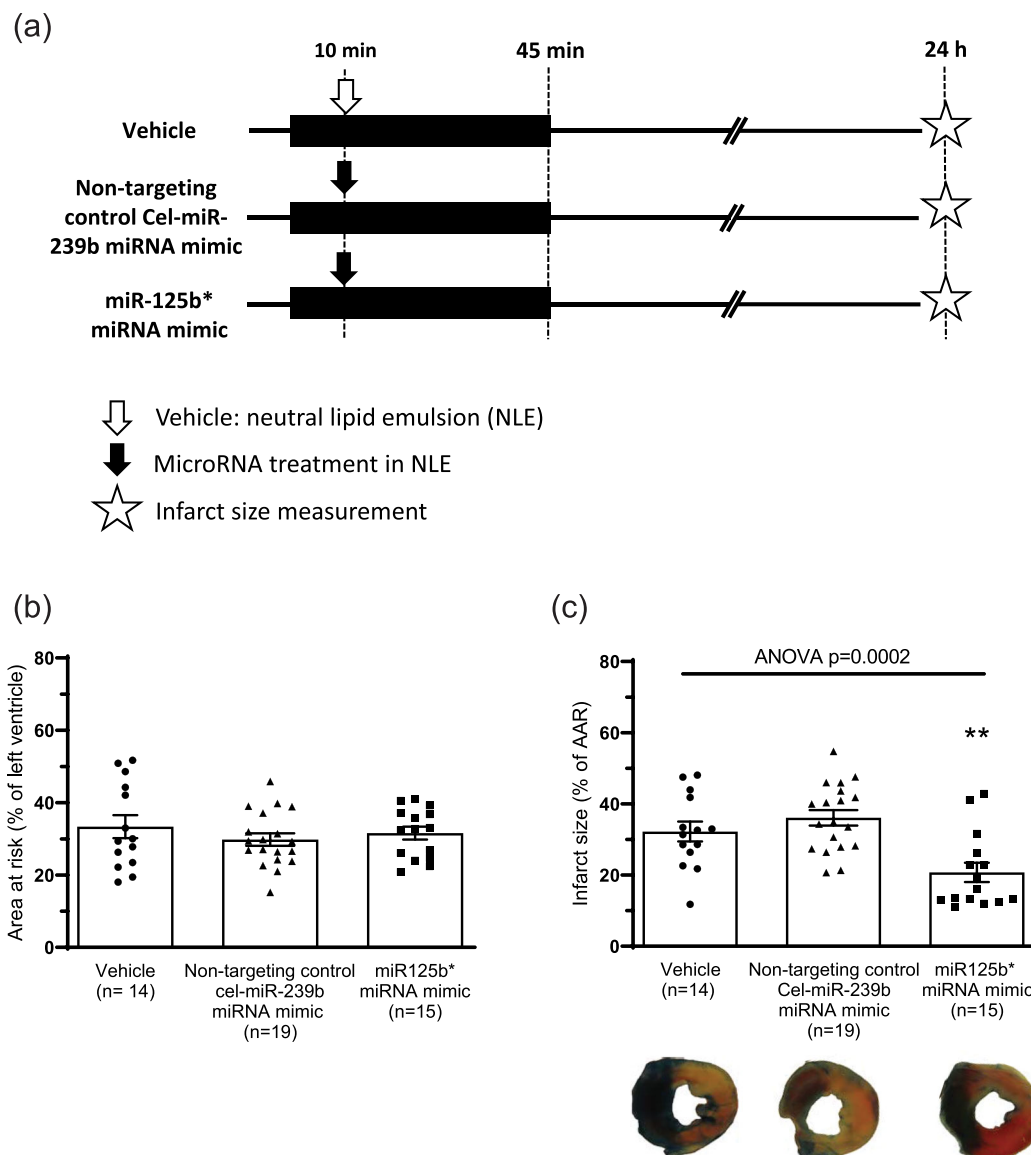 (a)
10 min
45 min
24 h
Vehicle
Non-targeting
control Cel-miR-
239b miRNA mimic
miR-125b*
miRNA mimic
Vehicle: neutral lipid emulsion (NLE)
MicroRNA treatment in NLE
Infarct size measurement
(b)
Area at risk (% of left ventricle)
80
60
40
20
0
Vehicle
(n= 14)
Non-targeting control
cel-miR-239b
miRNA mimic
(n=19)
miR125b*
miRNA mimic
(n=15)
(c)
Infarct size (% of AAR)
80
60
40
20
0
ANOVA p=0.0002
**
Vehicle
(n=14)
Non-targeting control
Cel-miR-239b
miRNA mimic
(n=19)
miR125b*
miRNA mimic
(n=15)